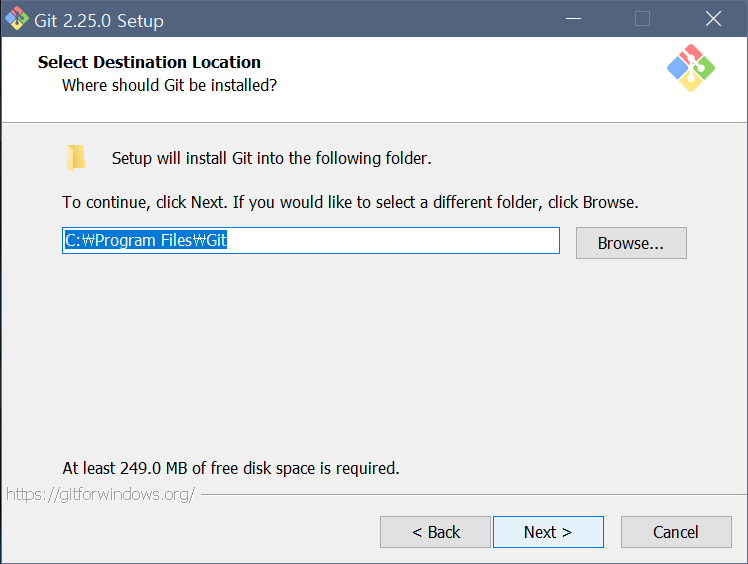 Git 2.25.0 Setup
Select Destination Location
Where should Git be installed?
Setup will install Git into the following folder.
To continue, click Next. If you would like to select a different folder, click Browse.
C:₩Program Files₩Git
Browse...
At least 249.0 MB of free disk space is required.
https://gitforwindows.org/
< Back
Next >
Cancel